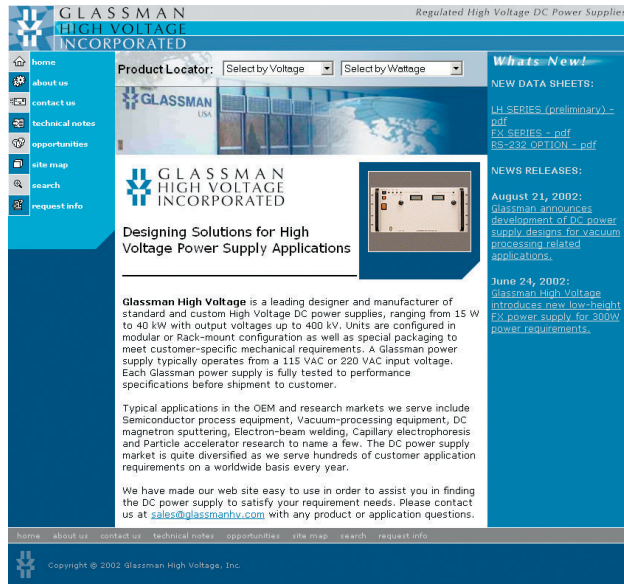 GLASSMAN
HIGH VOLTAGE
INCORPORATED
Regulated High Voltage DC Power Supplies
home
about us
contact us
technical notes
opportunities
site map
search
request info
Product Locator: Select by Voltage Select by Wattage
GLASSMAN
USA
GLASSMAN
HIGH VOLTAGE
INCORPORATED
Designing Solutions for High
Voltage Power Supply Applications
Glassman High Voltage is a leading designer and manufacturer of
standard and custom High Voltage DC power supplies, ranging from 15 W
to 40 kW with output voltages up to 400 kV. Units are configured in
modular or Rack-mount configuration as well as special packaging to
meet customer-specific mechanical requirements. A Glassman power
supply typically operates from a 115 VAC or 220 VAC input voltage.
Each Glassman power supply is fully tested to performance
specifications before shipment to customer.
Typical applications in the OEM and research markets we serve include
Semiconductor process equipment, Vacuum-processing equipment, DC
magnetron sputtering, Electron-beam welding, Capillary electrophoresis
and Particle accelerator research to name a few. The DC power supply
market is quite diversified as we serve hundreds of customer application
requirements on a worldwide basis every year.
We have made our web site easy to use in order to assist you in finding
the DC power supply to satisfy your requirement needs. Please contact
us at sales@glassmanhv.com with any product or application questions.
Whats New!
NEW DATA SHEETS:
LH SERIES (preliminary) -
pdf
FX SERIES - pdf
RS-232 OPTION - pdf
NEWS RELEASES:
August 21, 2002:
Glassman announces
development of DC power
supply designs for vacuum
processing related
applications.
June 24, 2002:
Glassman High Voltage
introduces new low-height
FX power supply for 300W
power requirements.
home about us contact us technical notes opportunities site map search request info
Copyright © 2002 Glassman High Voltage, Inc.